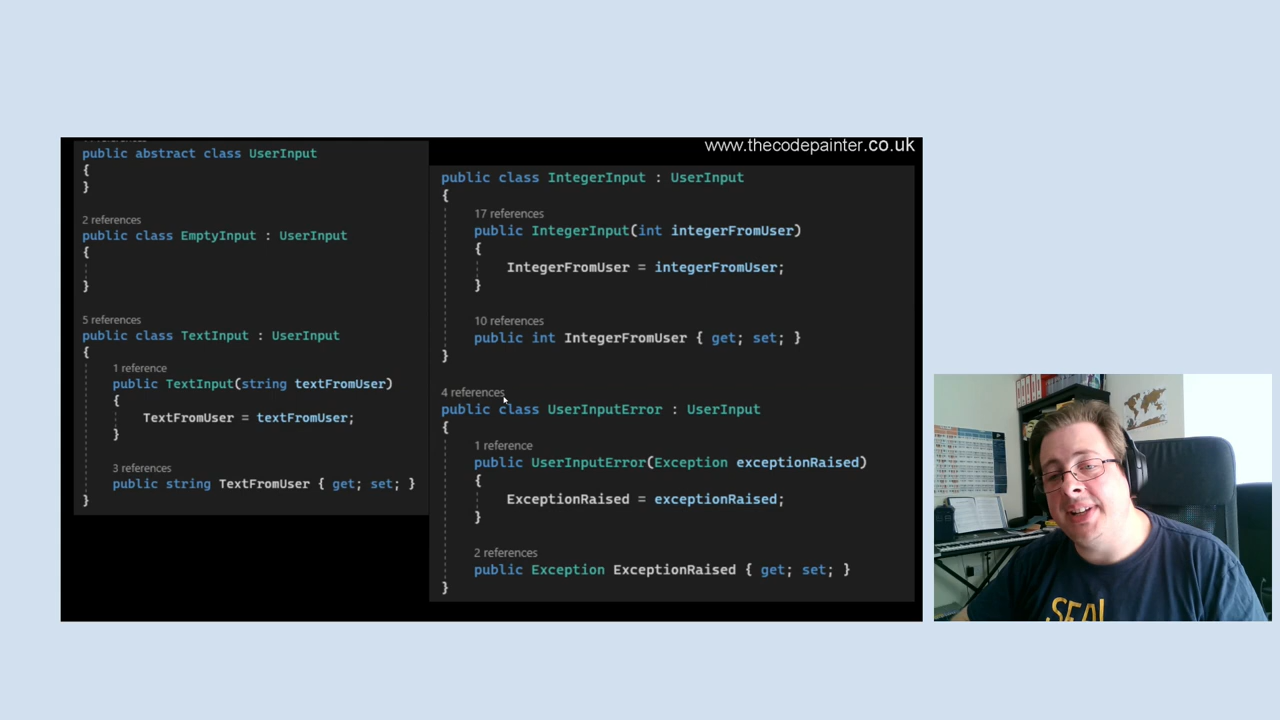 www.thecodepainter.co.uk
public abstract class UserInput
{
}
2 references
public class EmptyInput : UserInput
{
}
5 references
public class TextInput : UserInput
{
1 reference
public TextInput(string textFromUser)
{
TextFromUser = textFromUser;
}
3 references
public string TextFromUser { get; set; }
}
public class IntegerInput : UserInput
{
17 references
public IntegerInput(int integerFromUser)
{
IntegerFromUser = integerFromUser;
}
10 references
public int IntegerFromUser { get; set; }
}
4 references
public class UserInputError : UserInput
{
1 reference
public UserInputError(Exception exceptionRaised)
{
ExceptionRaised = exceptionRaised;
}
2 references
public Exception ExceptionRaised { get; set; }
}